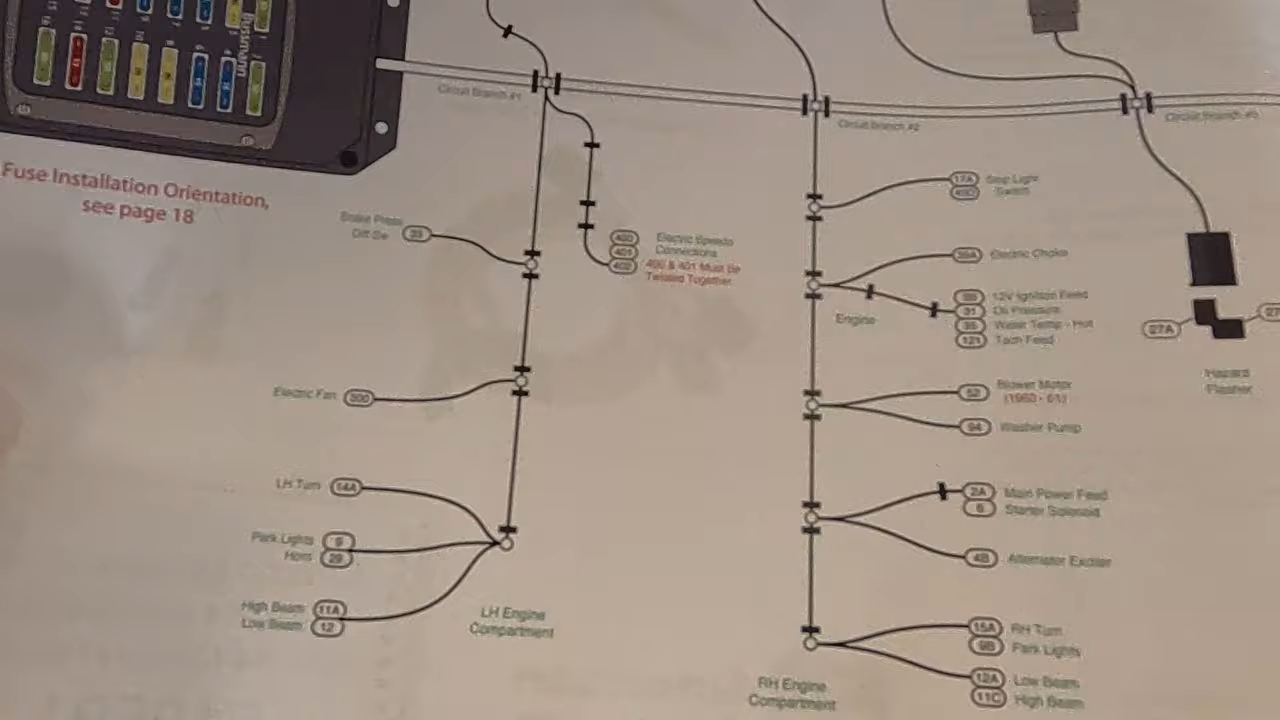 Bussmann
Fuse Installation Orientation,
see page 18
Circuit Branch #1
Circuit Branch #2
Circuit Branch #3
Brake Press
33
400
401
402
Electric Speedo
Connections
400 & 401 Must be
Twisted Together
Electric Fan
300
LH Turn
14A
Park Lights
9
Horn
29
High Beam
11A
Low Beam
12
LH Engine
Compartment
17A
Stop Light
Switch
39A
Electric Choke
Engine
12V Ignition Feed
31
Oil Pressure
35
Water Temp - Hot
121
Tach Feed
52
Blower Motor
(1960 - 61)
94
Washer Pump
2A
Main Power Feed
6
Starter Solenoid
4B
Alternator Exciter
15A
RH Turn
9B
Park Lights
12A
Low Beam
11C
High Beam
RH Engine
Compartment
27A
27
Hazard
Flasher